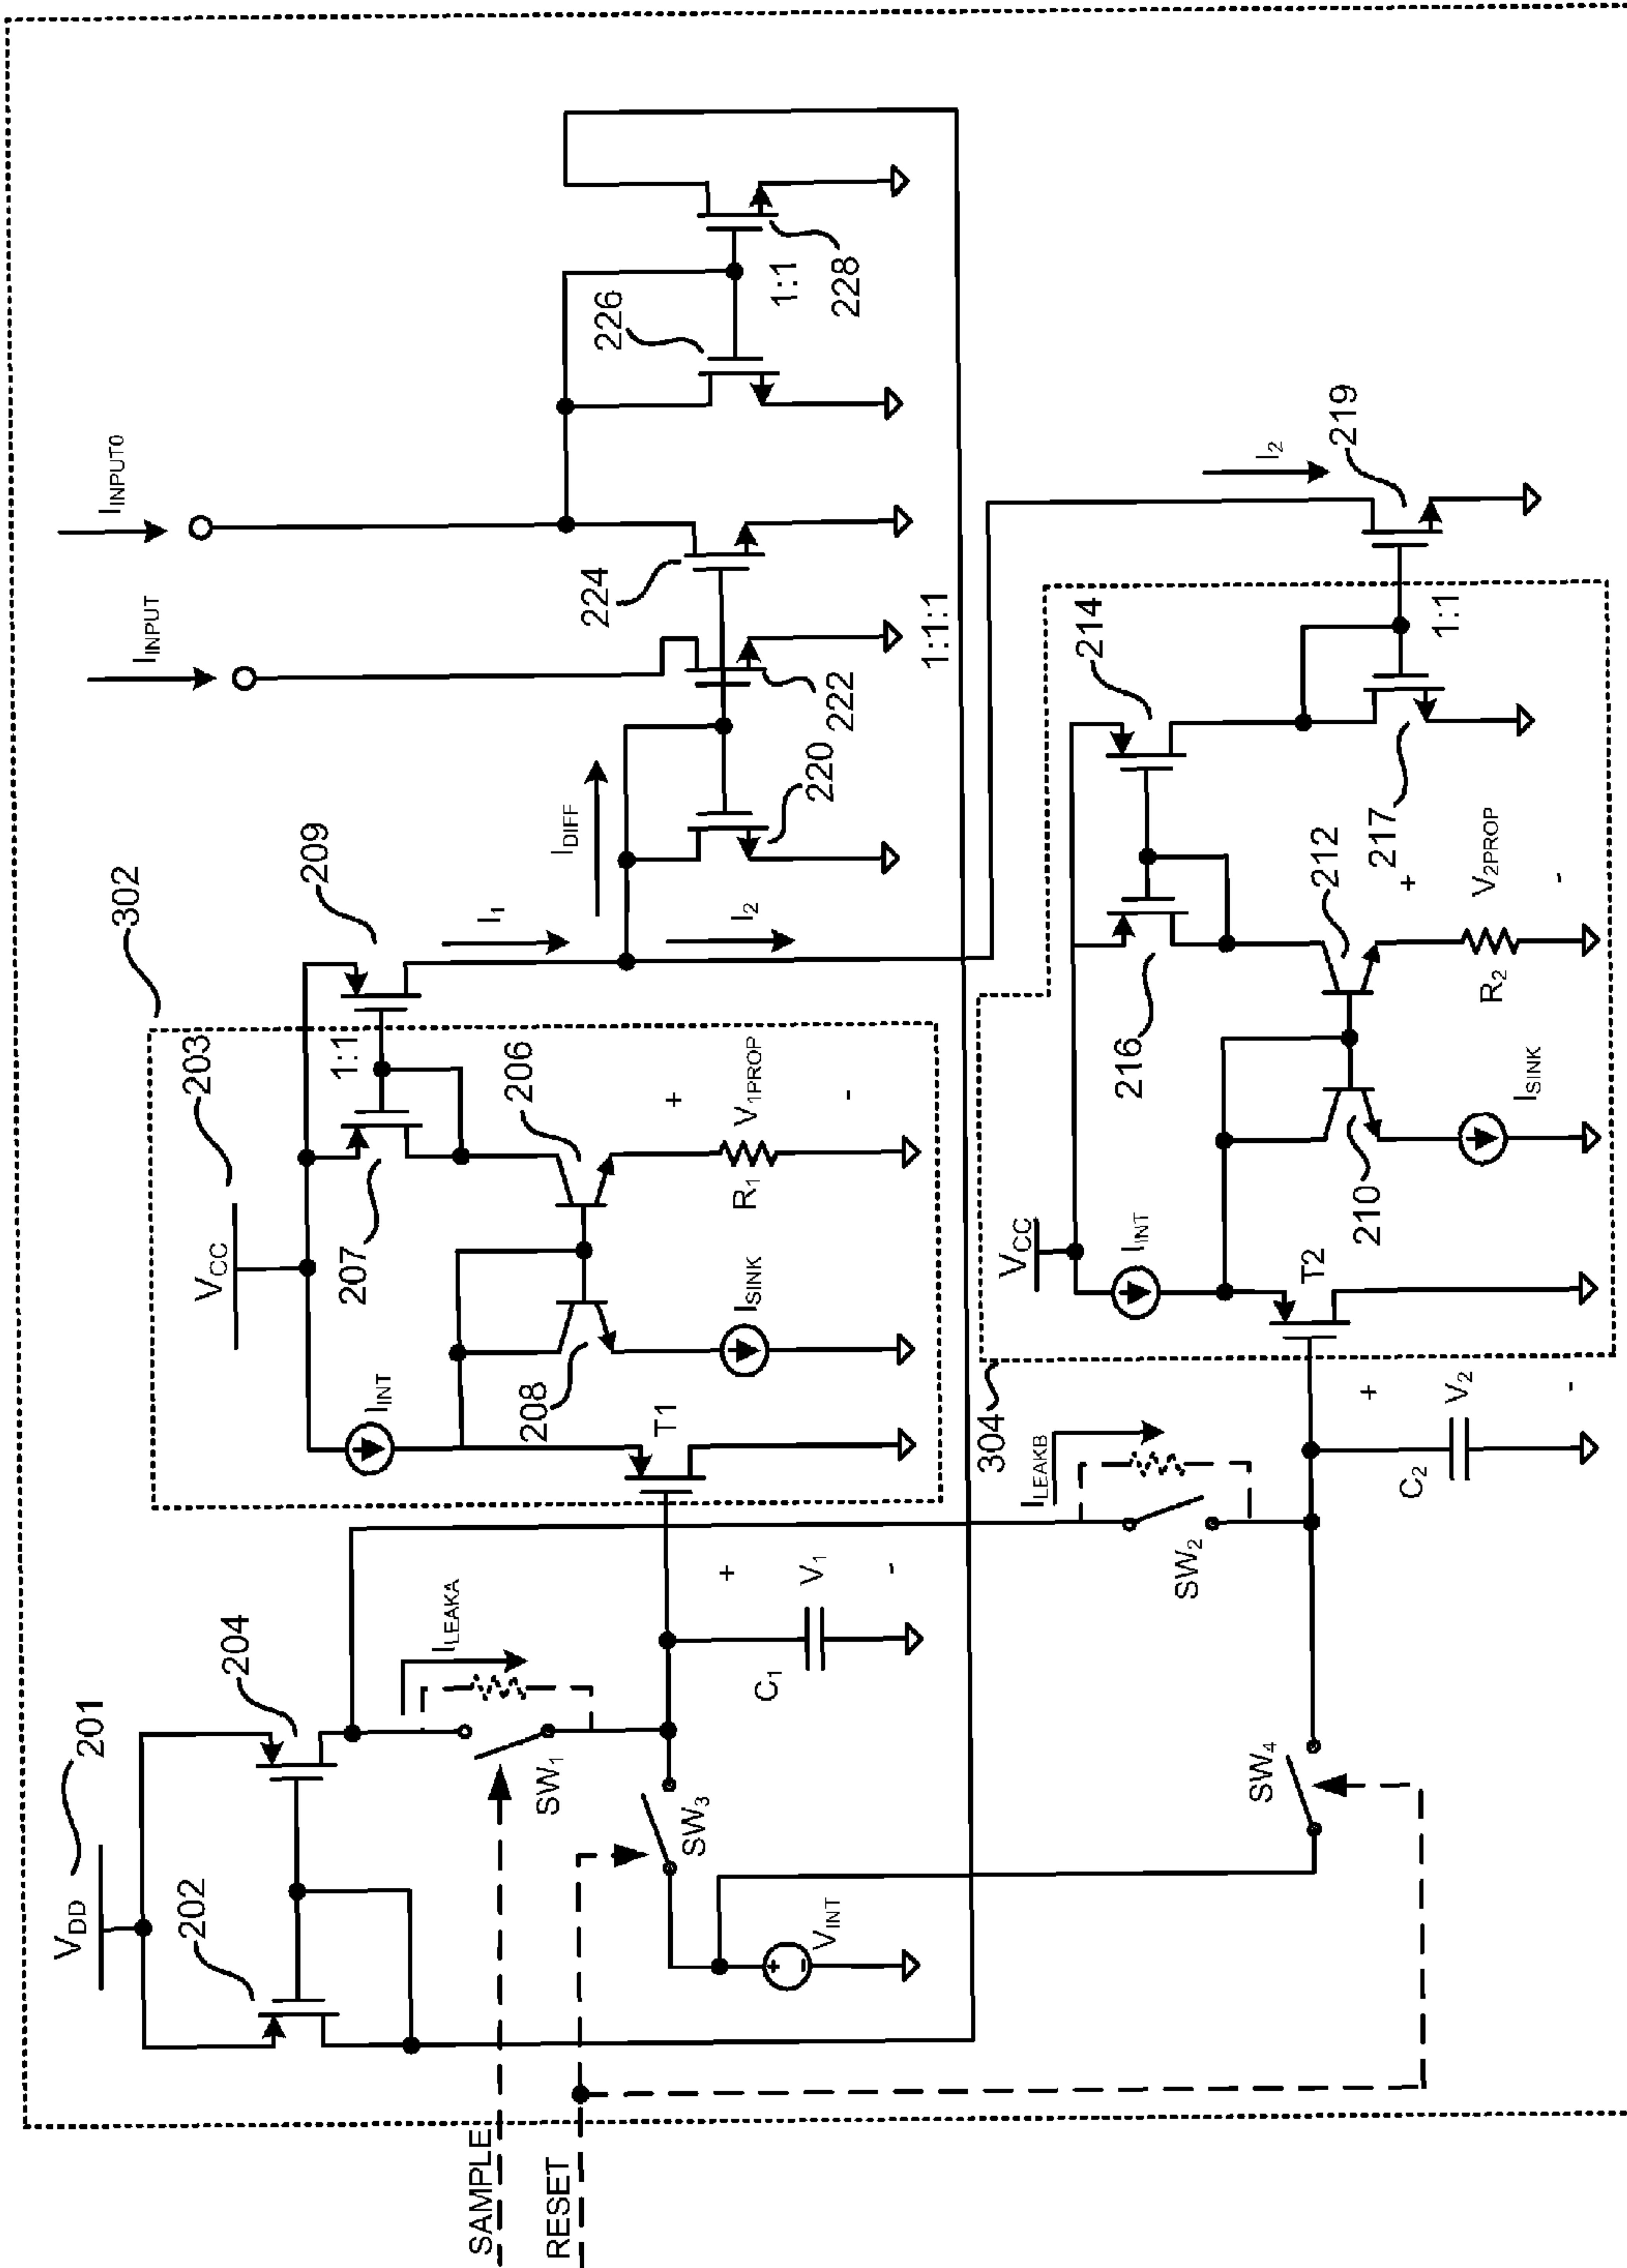 I_INPUT0
I_INPUT
226
1:1
228
224
222
1:1:1
220
I_DIFF
302
209
I_1
I_2
203
V_CC
1:1
207
206
+
V_1PROP
-
R_1
208
I_SINK
I_INT
T1
201
V_DD
202
204
I_LEAKA
SW_1
SW_3
+
V_1
-
C_1
V_INT
SAMPLE
RESET
I_2
219
214
1:1
217
212
216
+
V_2PROP
-
R_2
210
I_SINK
V_CC
I_INT
T2
304
I_LEAKB
SW_2
+
V_2
-
C_2
SW_4
+
-